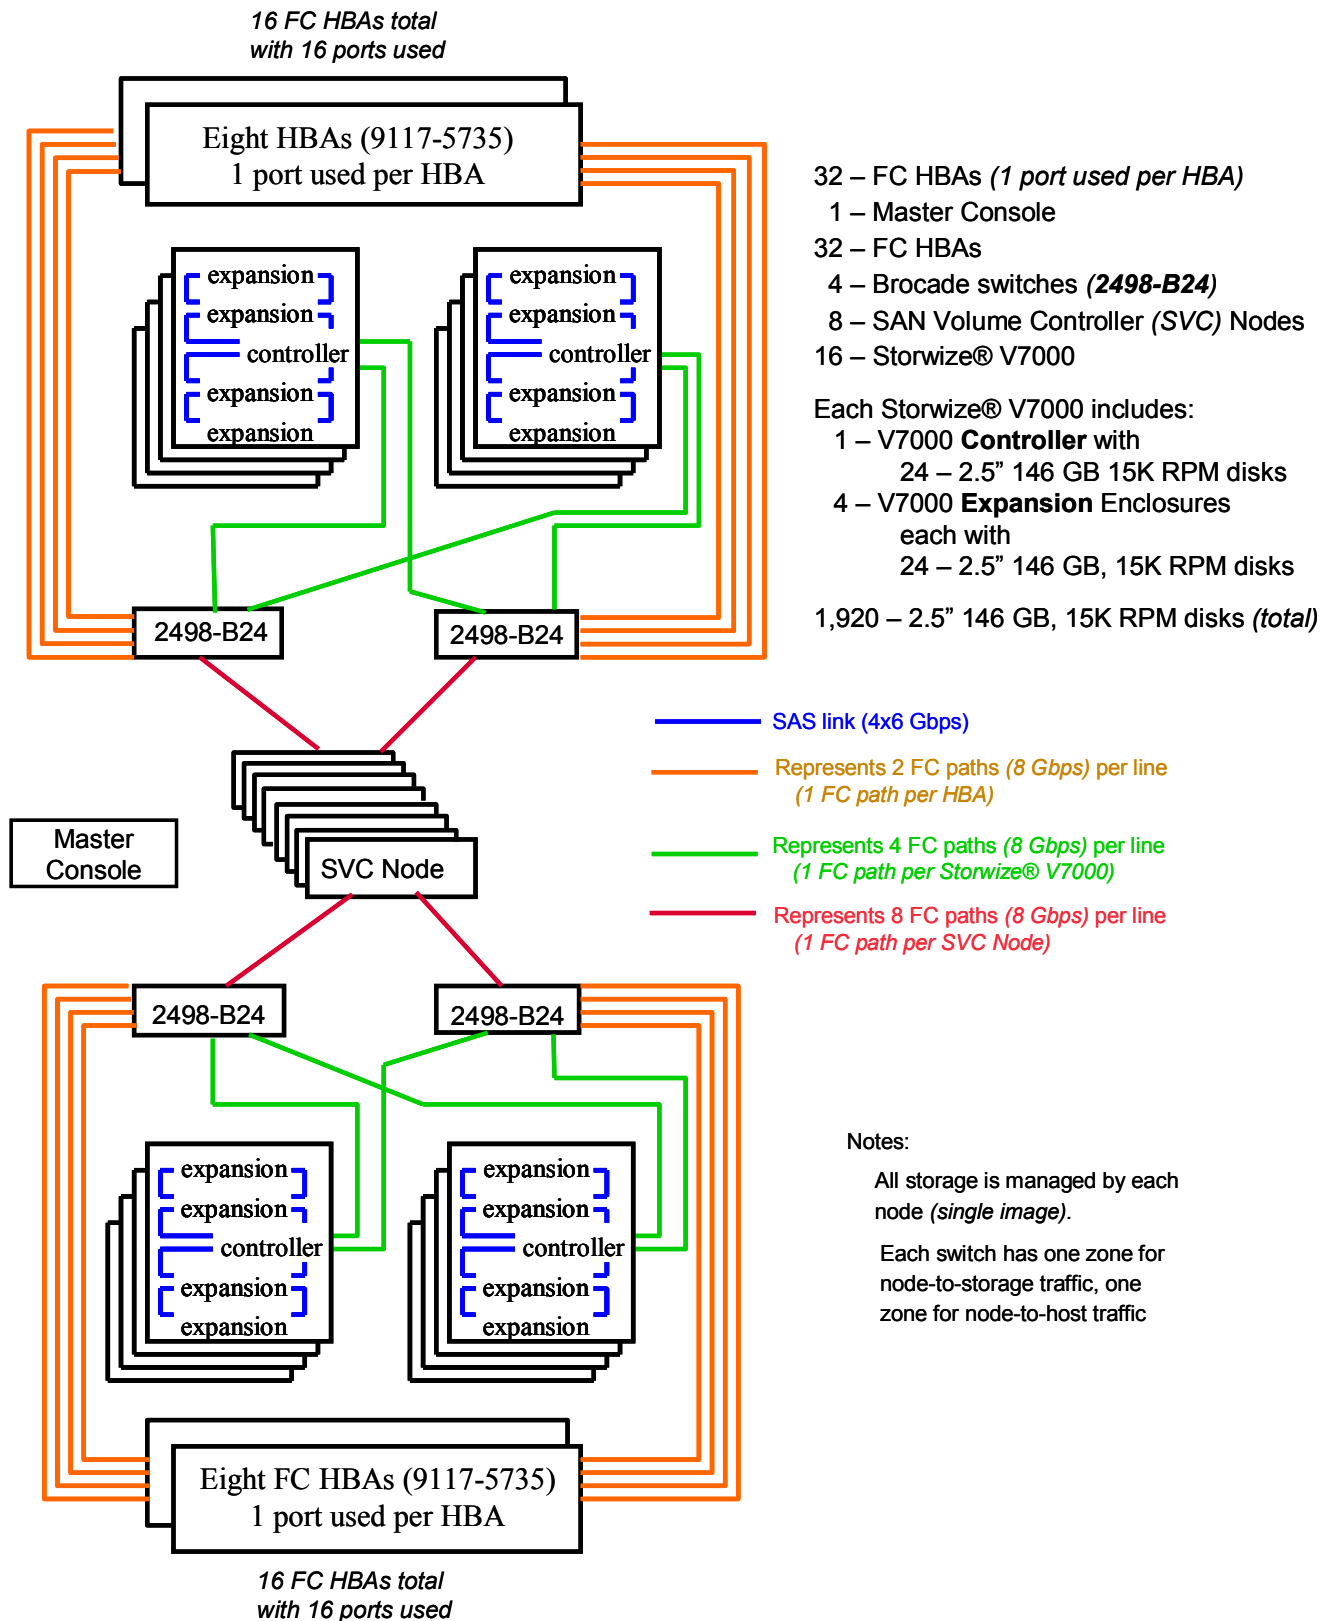 16 FC HBAs total
with 16 ports used
Eight HBAs (9117-5735)
1 port used per HBA
expansion
expansion
controller
expansion
expansion
expansion
expansion
controller
expansion
expansion
2498-B24
2498-B24
32 – FC HBAs (1 port used per HBA)
1 – Master Console
32 – FC HBAs
4 – Brocade switches (2498-B24)
8 – SAN Volume Controller (SVC) Nodes
16 – Storwize® V7000
Each Storwize® V7000 includes:
1 – V7000 Controller with
24 – 2.5” 146 GB 15K RPM disks
4 – V7000 Expansion Enclosures
each with
24 – 2.5” 146 GB, 15K RPM disks
1,920 – 2.5” 146 GB, 15K RPM disks (total)
SAS link (4x6 Gbps)
Represents 2 FC paths (8 Gbps) per line
(1 FC path per HBA)
Represents 4 FC paths (8 Gbps) per line
(1 FC path per Storwize® V7000)
Represents 8 FC paths (8 Gbps) per line
(1 FC path per SVC Node)
Master
Console
SVC Node
2498-B24
2498-B24
expansion
expansion
controller
expansion
expansion
expansion
expansion
controller
expansion
expansion
Notes:
All storage is managed by each
node (single image).
Each switch has one zone for
node-to-storage traffic, one
zone for node-to-host traffic
Eight FC HBAs (9117-5735)
1 port used per HBA
16 FC HBAs total
with 16 ports used